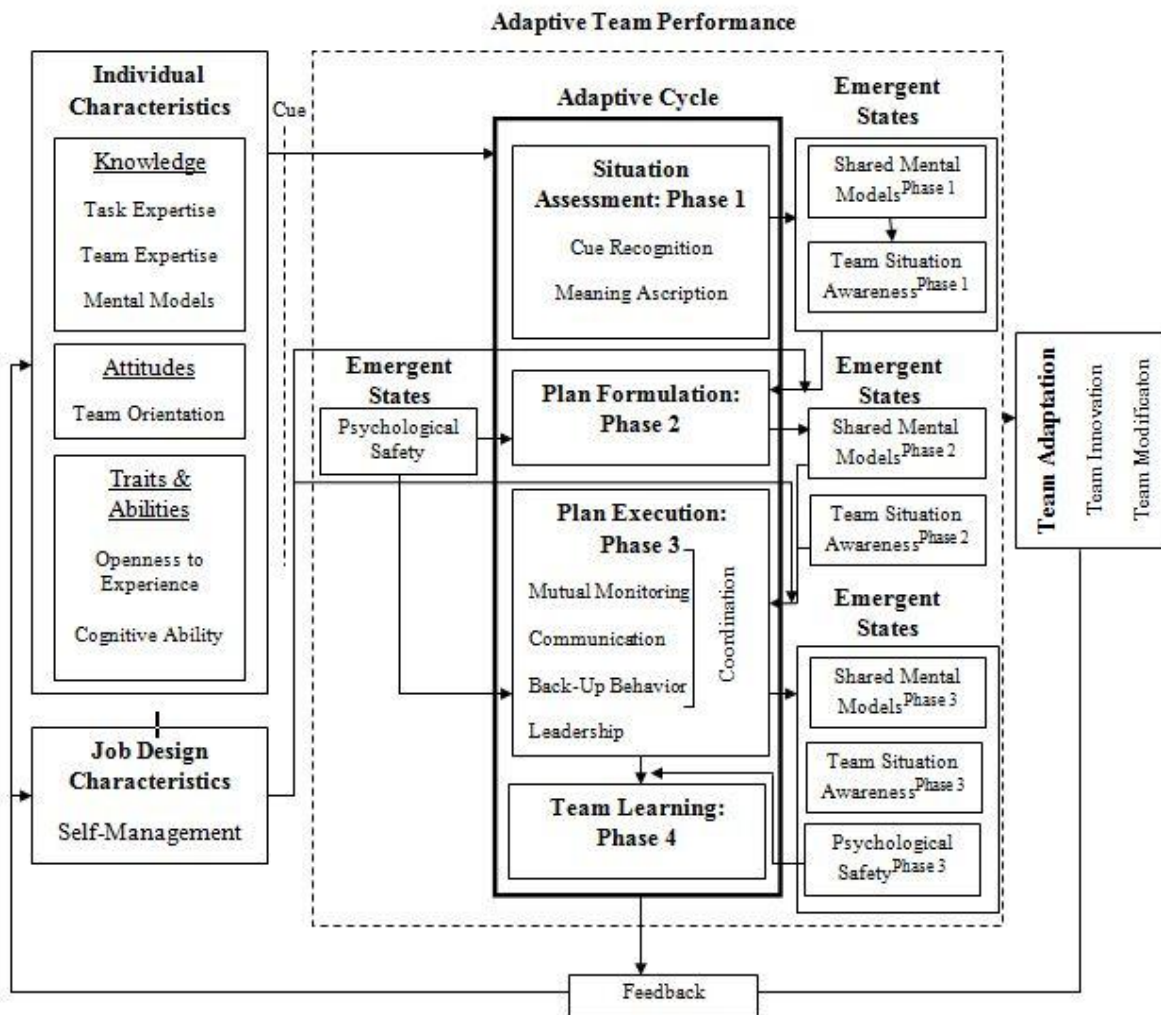 Adaptive Team Performance
Individual
Characteristics
Knowledge
Task Expertise
Team Expertise
Mental Models
Attitudes
Team Orientation
Traits &
Abilities
Openness to
Experience
Cognitive Ability
Job Design
Characteristics
Self-Management
Cue
Emergent
States
Psychological
Safety
Adaptive Cycle
Situation
Assessment: Phase 1
Cue Recognition
Meaning Ascription
Plan Formulation:
Phase 2
Plan Execution:
Phase 3
Mutual Monitoring
Communication
Back-Up Behavior
Leadership
Coordination
Team Learning:
Phase 4
Emergent
States
Shared Mental
Models Phase 1
Team Situation
Awareness Phase 1
Emergent
States
Shared Mental
Models Phase 2
Team Situation
Awareness Phase 2
Emergent
States
Shared Mental
Models Phase 3
Team Situation
Awareness Phase 3
Psychological
Safety Phase 3
Team Adaptation
Team Innovation
Team Modificaton
Feedback